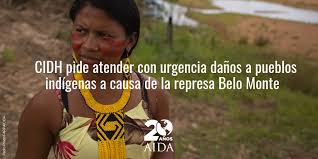 CIDH pide atender con urgencia daños a pueblos
indígenas a causa de la represa Belo Monte
20 AÑOS
AIDA